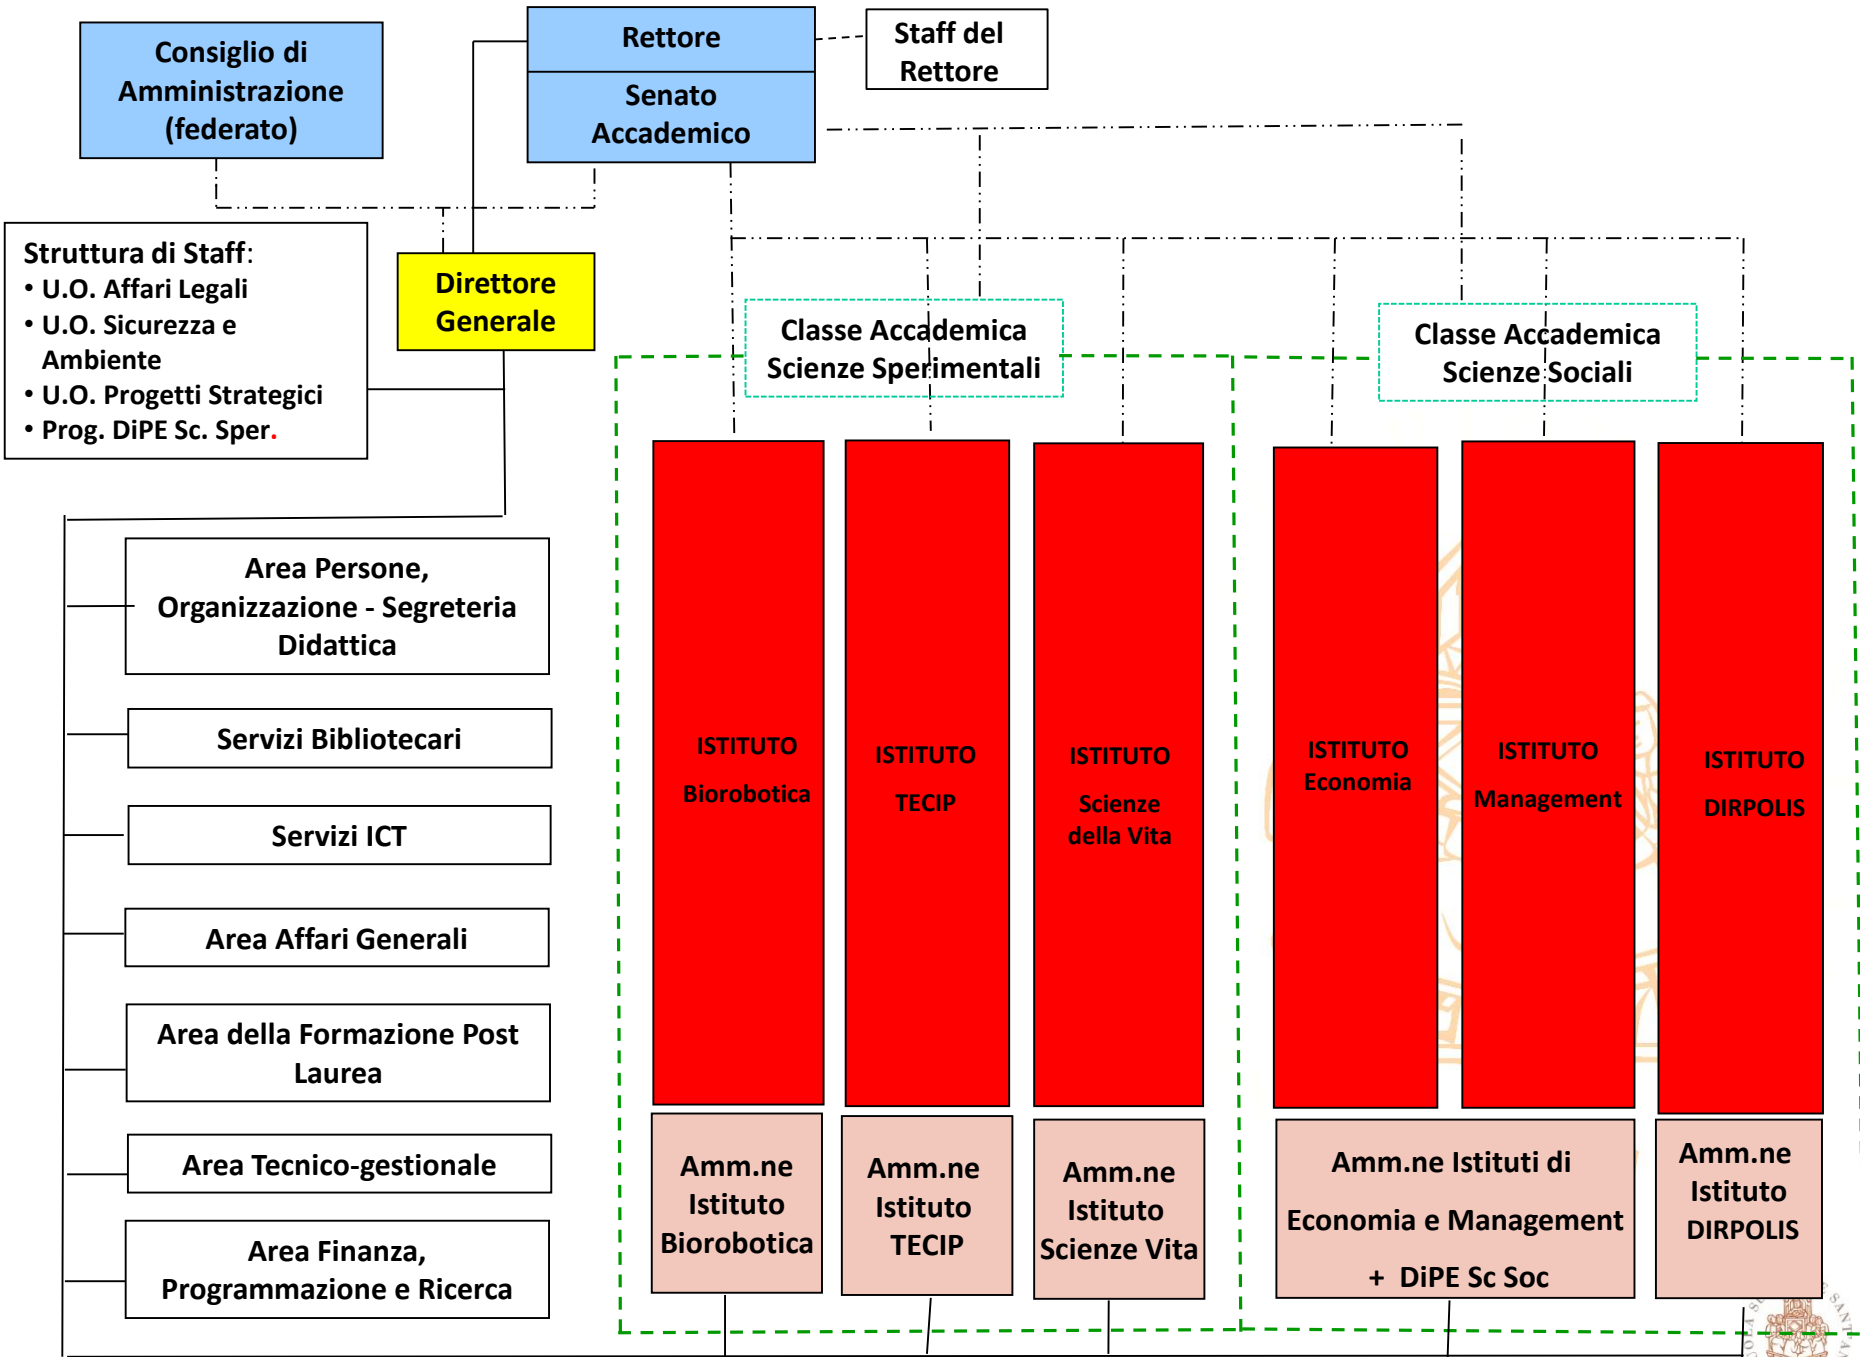 Consiglio di
Amministrazione
(federato)
Rettore
Senato
Accademico
Staff del
Rettore
Struttura di Staff:
• U.O. Affari Legali
• U.O. Sicurezza e
Ambiente
• U.O. Progetti Strategici
• Prog. DiPE Sc. Sper.
Direttore
Generale
Classe Accademica
Scienze Sperimentali
Classe Accademica
Scienze Sociali
Area Persone,
Organizzazione - Segreteria
Didattica
Servizi Bibliotecari
Servizi ICT
Area Affari Generali
Area della Formazione Post
Laurea
Area Tecnico-gestionale
Area Finanza,
Programmazione e Ricerca
ISTITUTO
Biorobotica
ISTITUTO
TECIP
ISTITUTO
Scienze
della Vita
ISTITUTO
Economia
ISTITUTO
Management
ISTITUTO
DIRPOLIS
Amm.ne
Istituto
Biorobotica
Amm.ne
Istituto
TECIP
Amm.ne
Istituto
Scienze Vita
Amm.ne Istituti di
Economia e Management
+ DiPE Sc Soc
Amm.ne
Istituto
DIRPOLIS